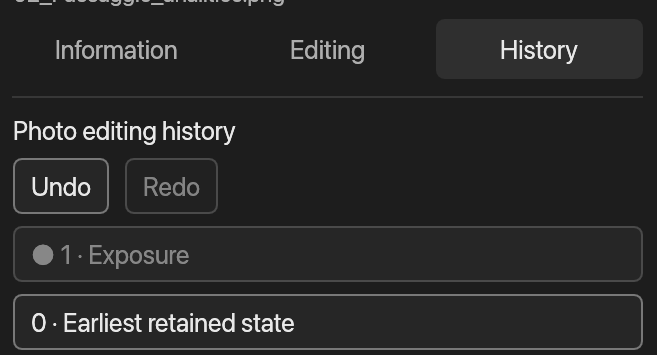 Information Editing History
Photo editing history
Undo Redo
1 · Exposure
0 · Earliest retained state